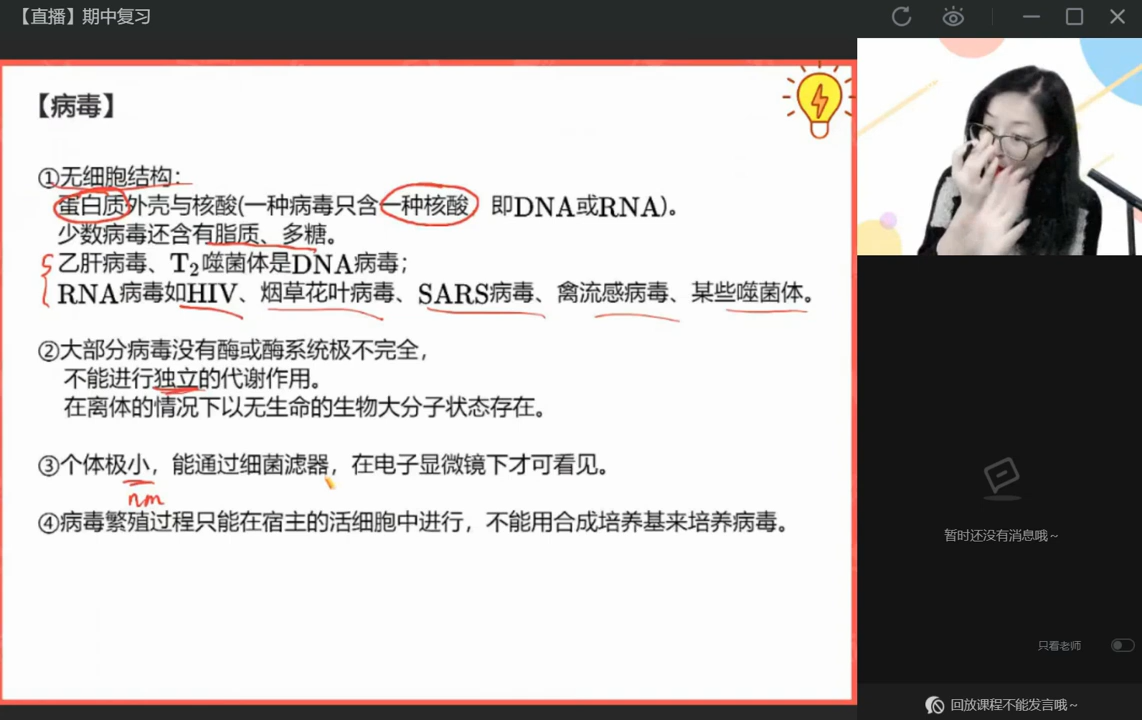 【直播】期中复习
【病毒】
①无细胞结构：
蛋白质外壳与核酸(一种病毒只含一种核酸，即DNA或RNA)。
少数病毒还含有脂质、多糖。
乙肝病毒、T₂噬菌体是DNA病毒；
RNA病毒如HIV、烟草花叶病毒、SARS病毒、禽流感病毒、某些噬菌体。
②大部分病毒没有酶或酶系统极不完全，
不能进行独立的代谢作用。
在离体的情况下以无生命的生物大分子状态存在。
③个体极小，能通过细菌滤器，在电子显微镜下才可看见。
nm
④病毒繁殖过程只能在宿主的活细胞中进行，不能用合成培养基来培养病毒。
暂时还没有消息哦～
只看老师
回放课程不能发言哦～